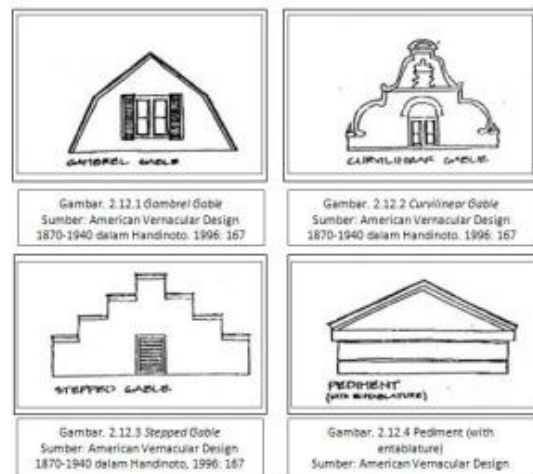 GAMBREL GABLE
CURVILINEAR GABLE
Gambar. 2.12.1 Gambrel Gable
Sumber: American Vernacular Design
1870-1940 dalam Handinoto. 1996: 167
Gambar. 2.12.2 Curvilinear Gable
Sumber: American Vernacular Design
1870-1940 dalam Handinoto. 1996: 167
STEPPED GABLE
PEDIMENT
(WITH ENTABLATURE)
Gambar. 2.12.3 Stepped Gable
Sumber: American Vernacular Design
1870-1940 dalam Handinoto, 1996: 167
Gambar. 2.12.4 Pediment (with
entablature)
Sumber: American Vernacular Design